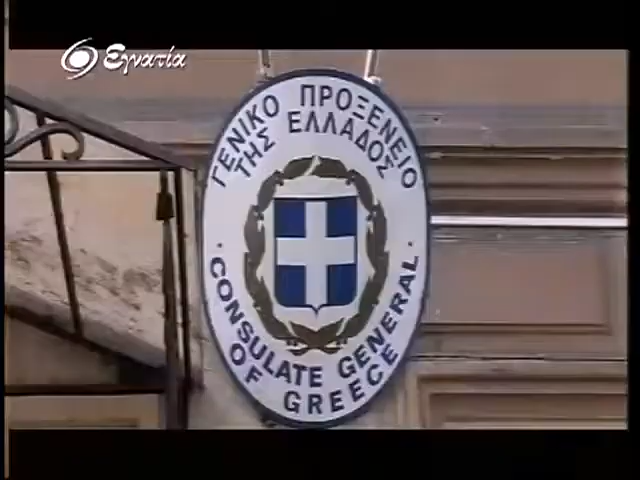 Εγνατία
ΓΕΝΙΚΟ ΠΡΟΞΕΝΕΙΟ
ΤΗΣ ΕΛΛΑΔΟΣ
· CONSULATE GENERAL ·
OF GREECE